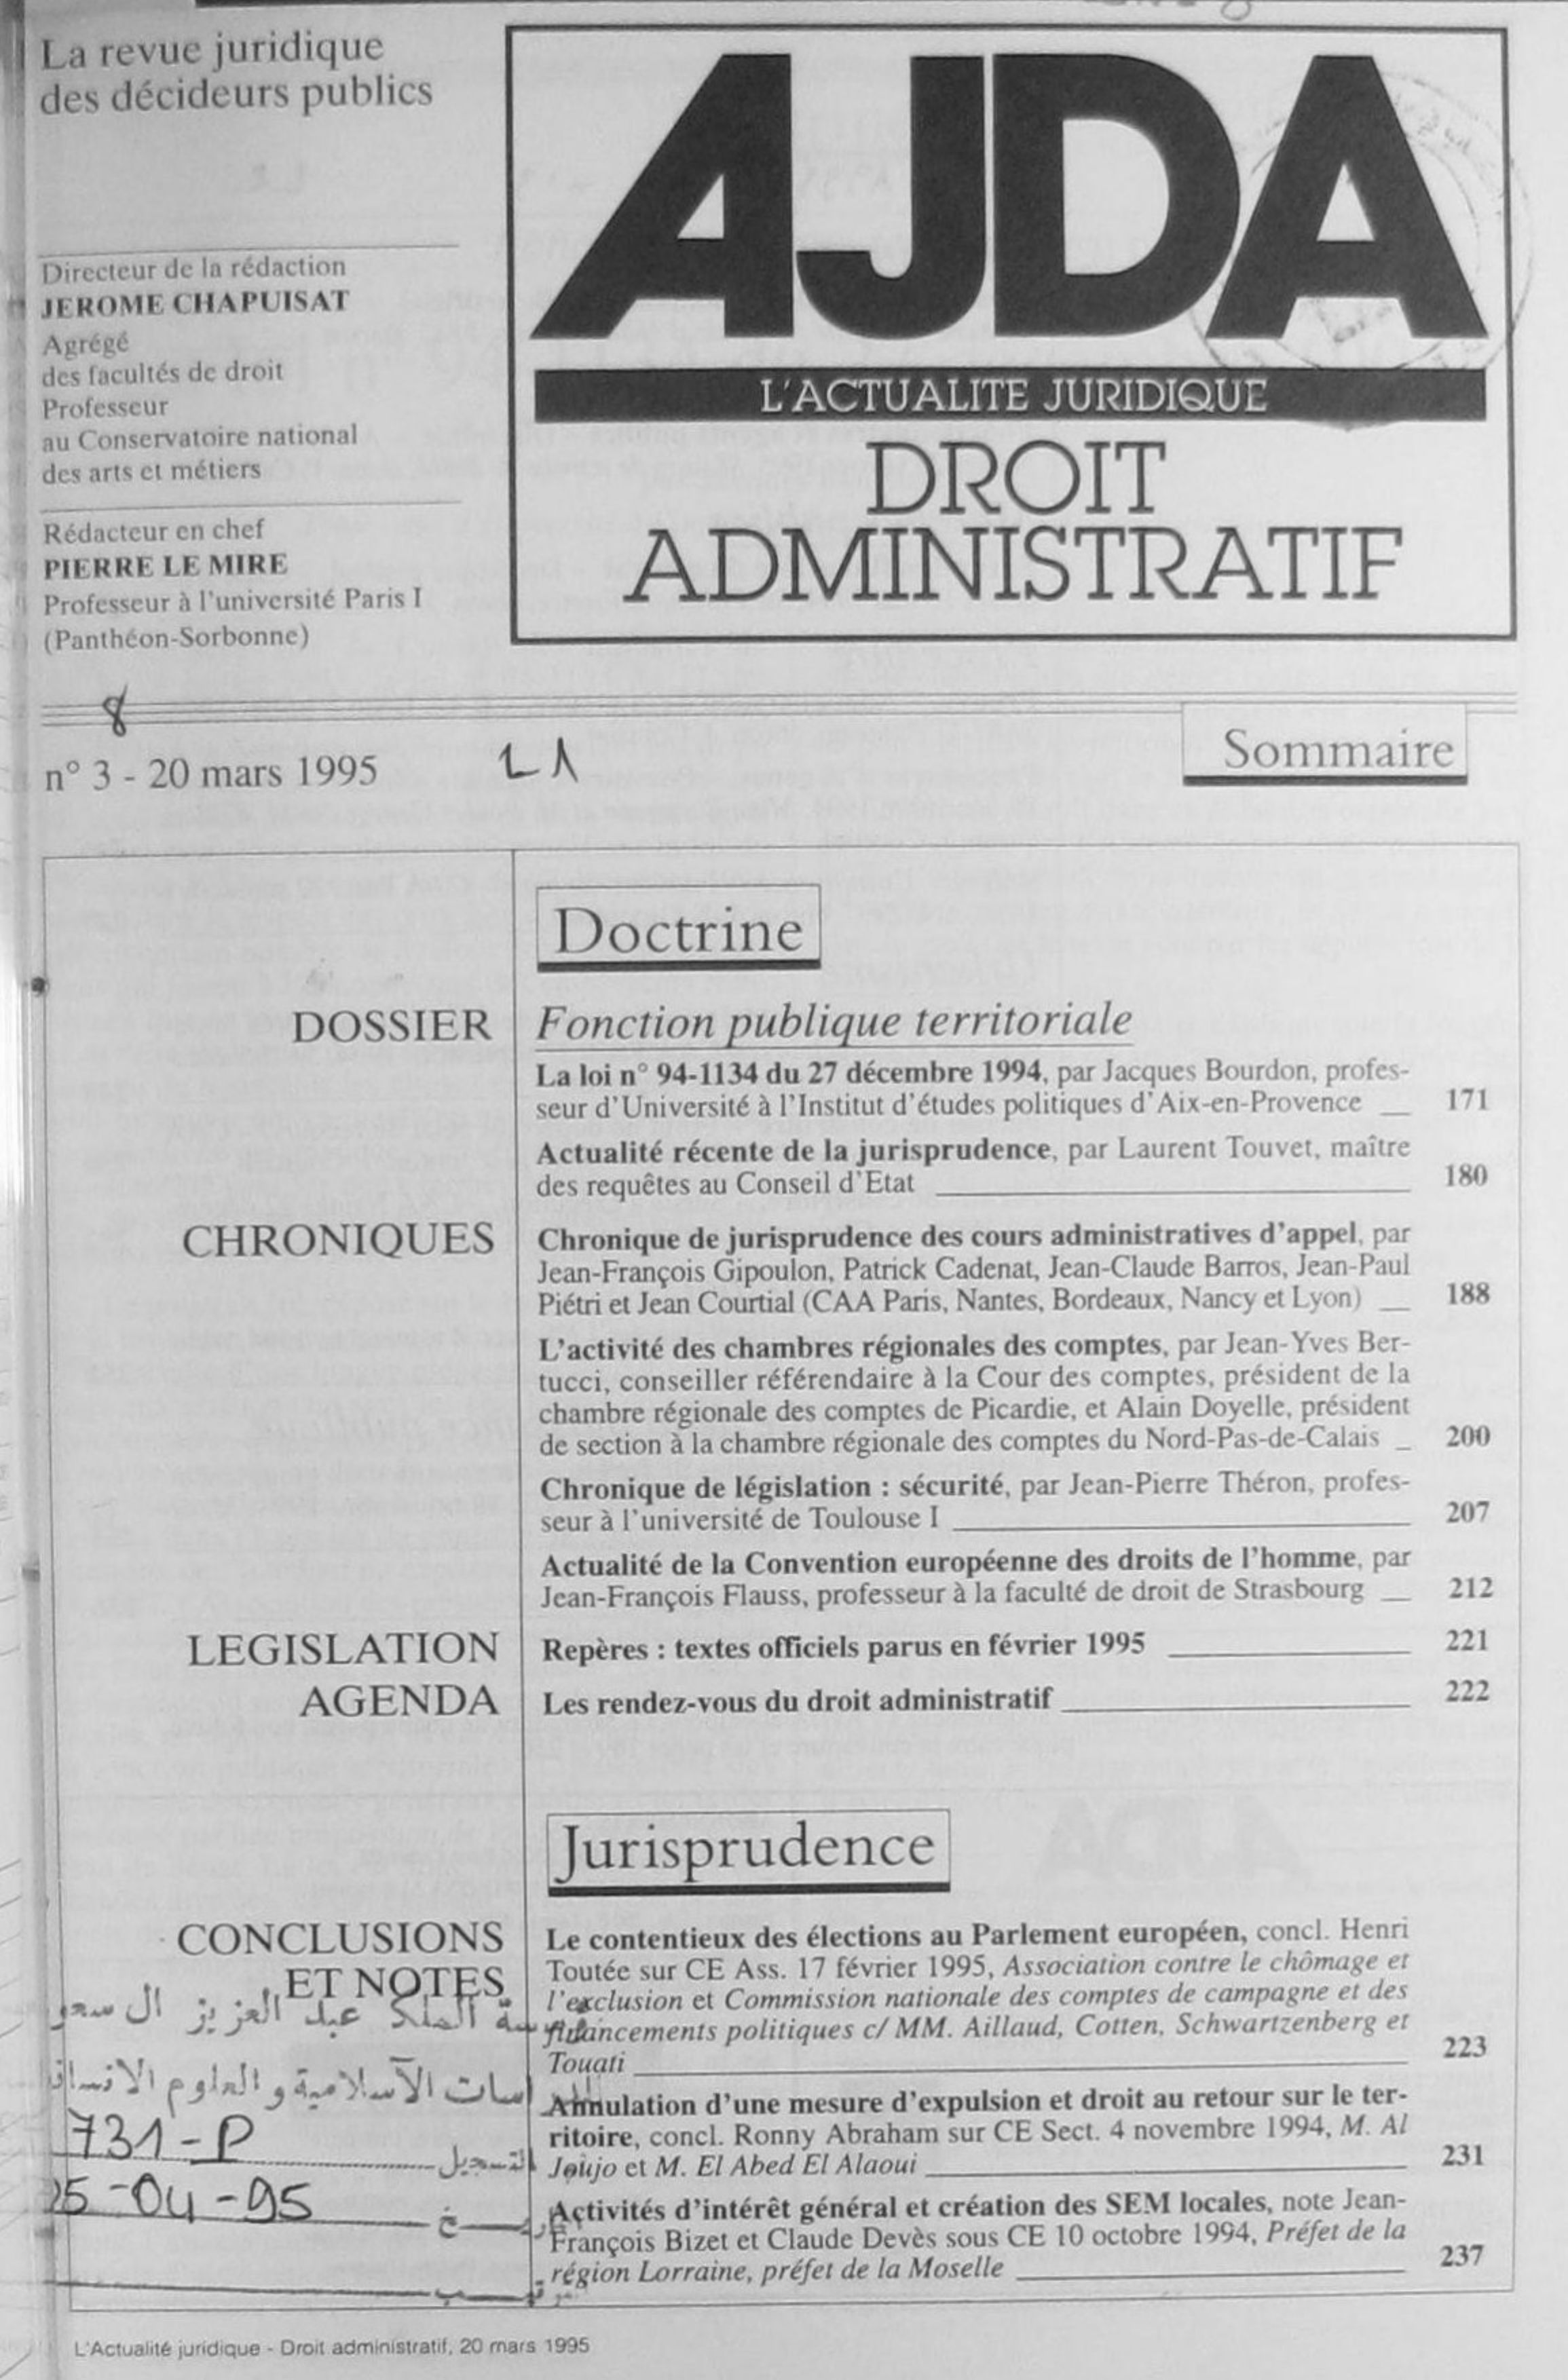 La revue juridique
des décideurs publics
AJDA
L'ACTUALITE JURIDIQUE
DROIT
ADMINISTRATIF
Directeur de la rédaction
JEROME CHAPUISAT
Agrégé
des facultés de droit
Professeur
au Conservatoire national
des arts et métiers
Rédacteur en chef
PIERRE LE MIRE
Professeur à l'université Paris I
(Panthéon-Sorbonne)
8
n° 3 - 20 mars 1995
21
Sommaire
Doctrine
DOSSIER
Fonction publique territoriale
La loi n° 94-1134 du 27 décembre 1994, par Jacques Bourdon, profes-
seur d'Université à l'Institut d'études politiques d'Aix-en-Provence 171
Actualité récente de la jurisprudence, par Laurent Touvet, maître
des requêtes au Conseil d'Etat 180
CHRONIQUES
Chronique de jurisprudence des cours administratives d'appel, par
Jean-François Gipoulon, Patrick Cadenat, Jean-Claude Barros, Jean-Paul
Piétri et Jean Courtial (CAA Paris, Nantes, Bordeaux, Nancy et Lyon) 188
L'activité des chambres régionales des comptes, par Jean-Yves Ber-
tucci, conseiller référendaire à la Cour des comptes, président de la
chambre régionale des comptes de Picardie, et Alain Doyelle, président
de section à la chambre régionale des comptes du Nord-Pas-de-Calais 200
Chronique de législation : sécurité, par Jean-Pierre Théron, profes-
seur à l'université de Toulouse I 207
Actualité de la Convention européenne des droits de l'homme, par
Jean-François Flauss, professeur à la faculté de droit de Strasbourg 212
LEGISLATION
Repères : textes officiels parus en février 1995 221
AGENDA
Les rendez-vous du droit administratif 222
Jurisprudence
CONCLUSIONS
ET NOTES
Le contentieux des élections au Parlement européen, concl. Henri
Toutée sur CE Ass. 17 février 1995, Association contre le chômage et
l'exclusion et Commission nationale des comptes de campagne et des
financements politiques c/ MM. Aillaud, Cotten, Schwartzenberg et
Touati 223
Annulation d'une mesure d'expulsion et droit au retour sur le ter-
ritoire, concl. Ronny Abraham sur CE Sect. 4 novembre 1994, M. Al
Joujo et M. El Abed El Alaoui 231
Activités d'intérêt général et création des SEM locales, note Jean-
François Bizet et Claude Devès sous CE 10 octobre 1994, Préfet de la
région Lorraine, préfet de la Moselle 237
الملك عبد العزيز ال سعو
الآسلامية و العلوم الانسا
التسجيل 731-P
25-04-95
L'Actualité juridique - Droit administratif, 20 mars 1995